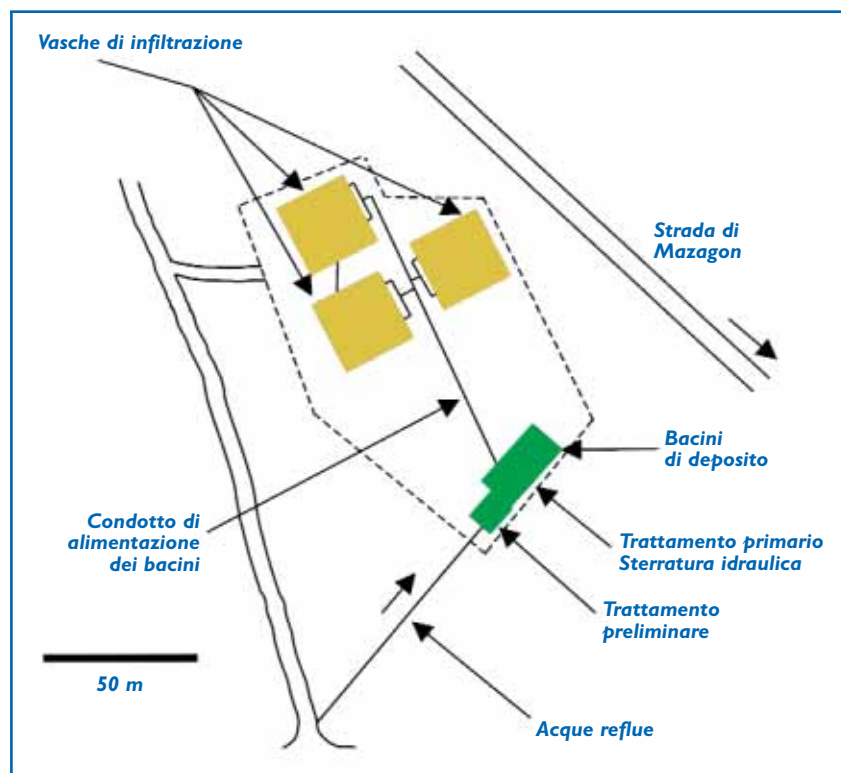 Vasche di infiltrazione
Strada di
Mazagon
Bacini
di deposito
Condotto di
alimentazione
dei bacini
Trattamento primario
Sterratura idraulica
Trattamento
preliminare
50 m
Acque reflue